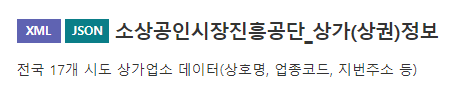 XML JSON 소상공인시장진흥공단_상가(상권)정보
전국 17개 시도 상가업소 데이터(상호명, 업종코드, 지번주소 등)